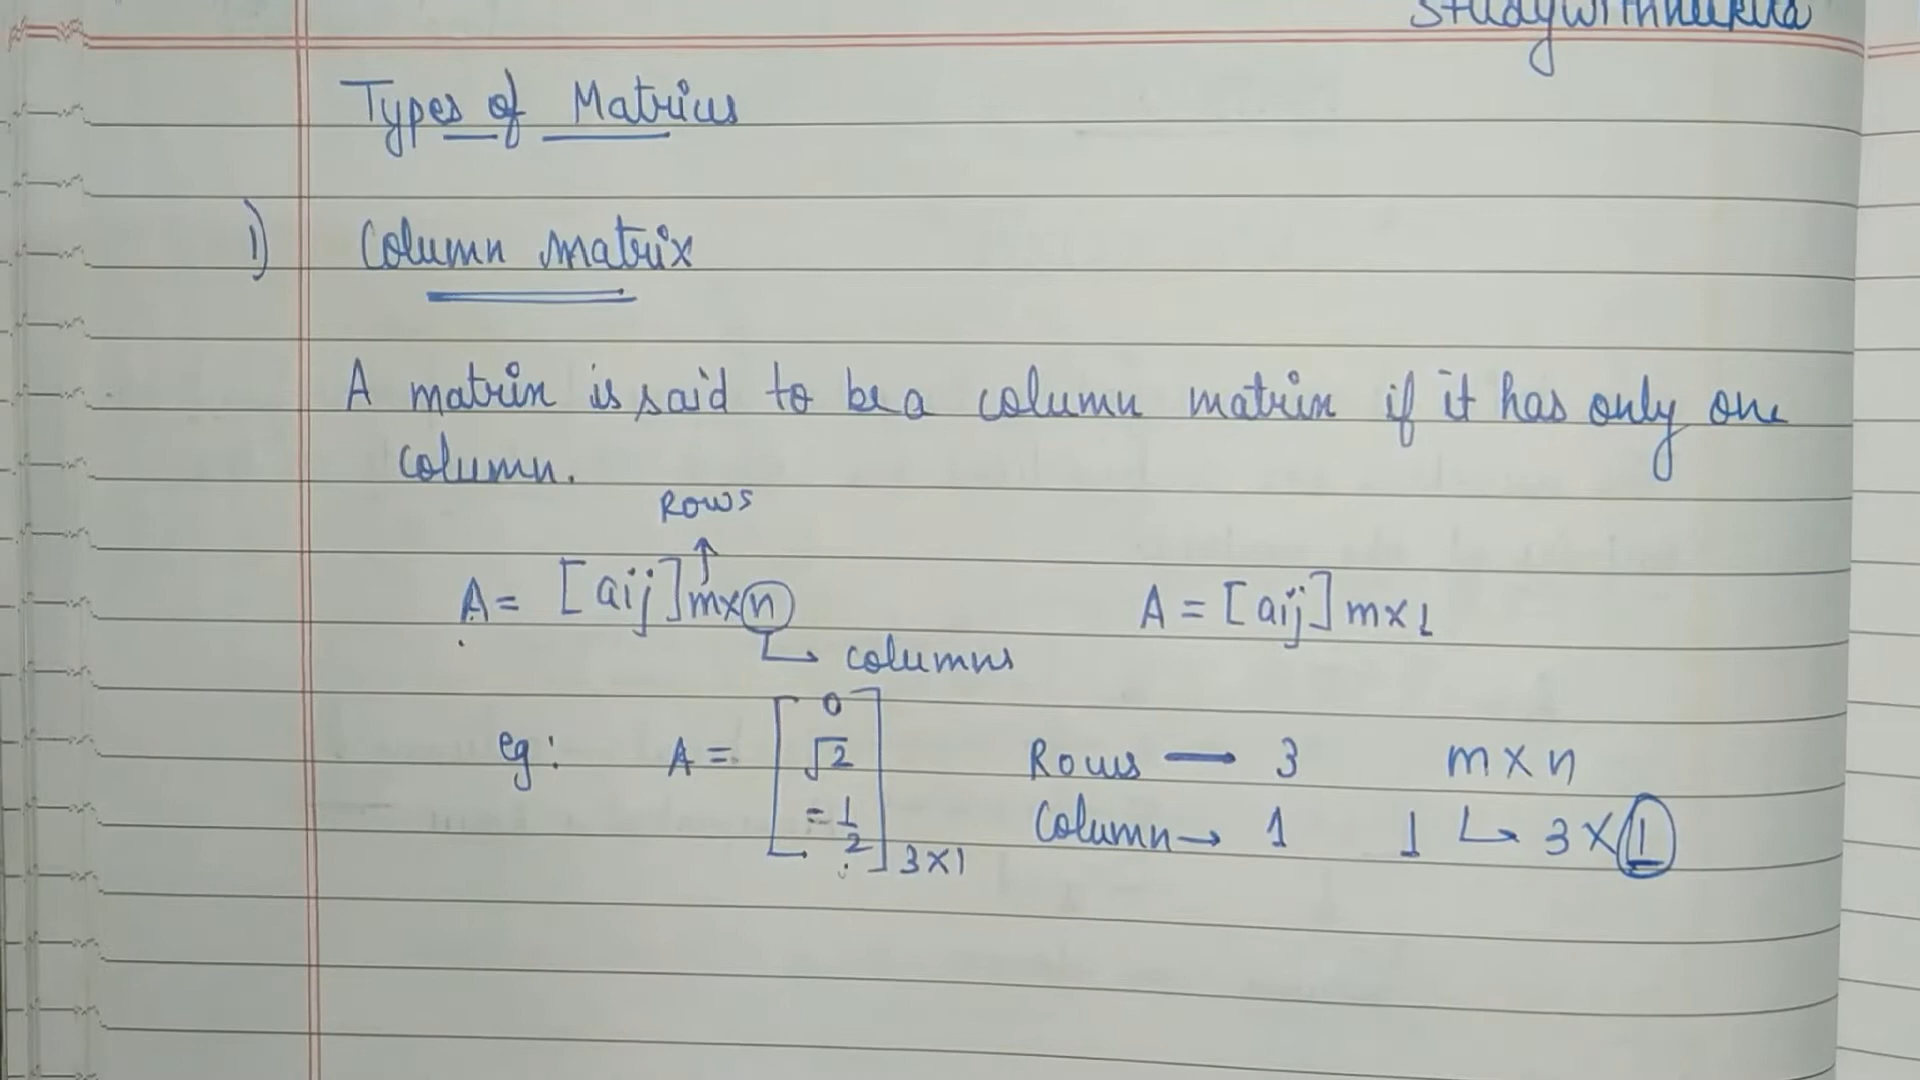 Types of Matrices
1) Column matrix
A matrix is said to be a column matrix if it has only one
column.
Rows
A = [aij]m×n A = [aij]m×1
columns
eg: A = [0 √2 -1/2]3×1
Rows — 3 m×n
Column → 1 1 ↳ 3×1